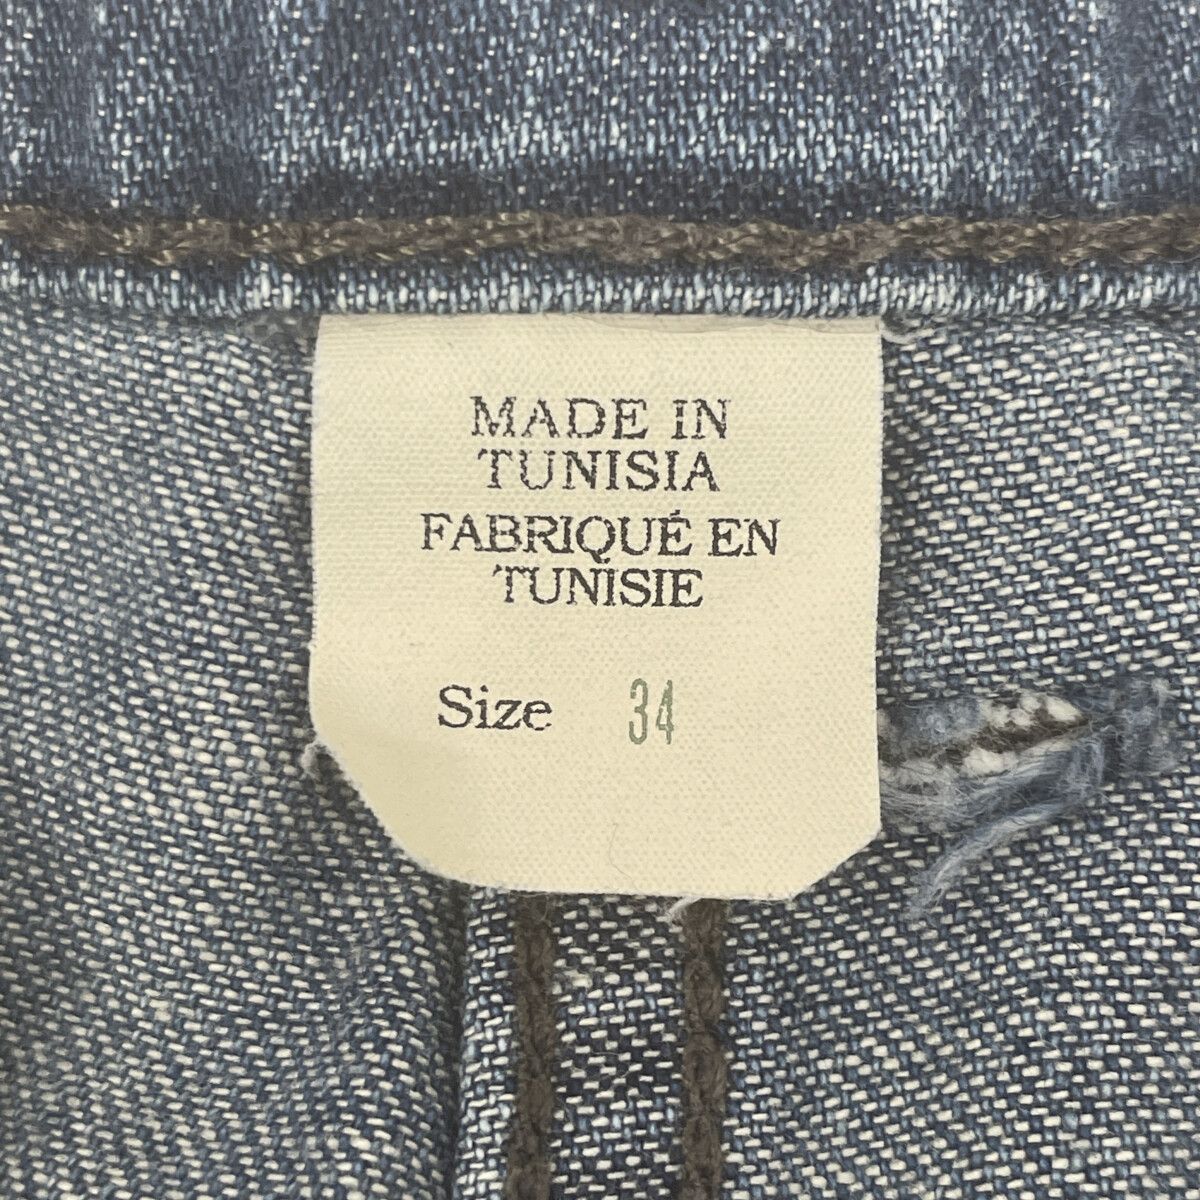 MADE IN
TUNISIA
FABRIQUÉ EN
TUNISIE
Size 34